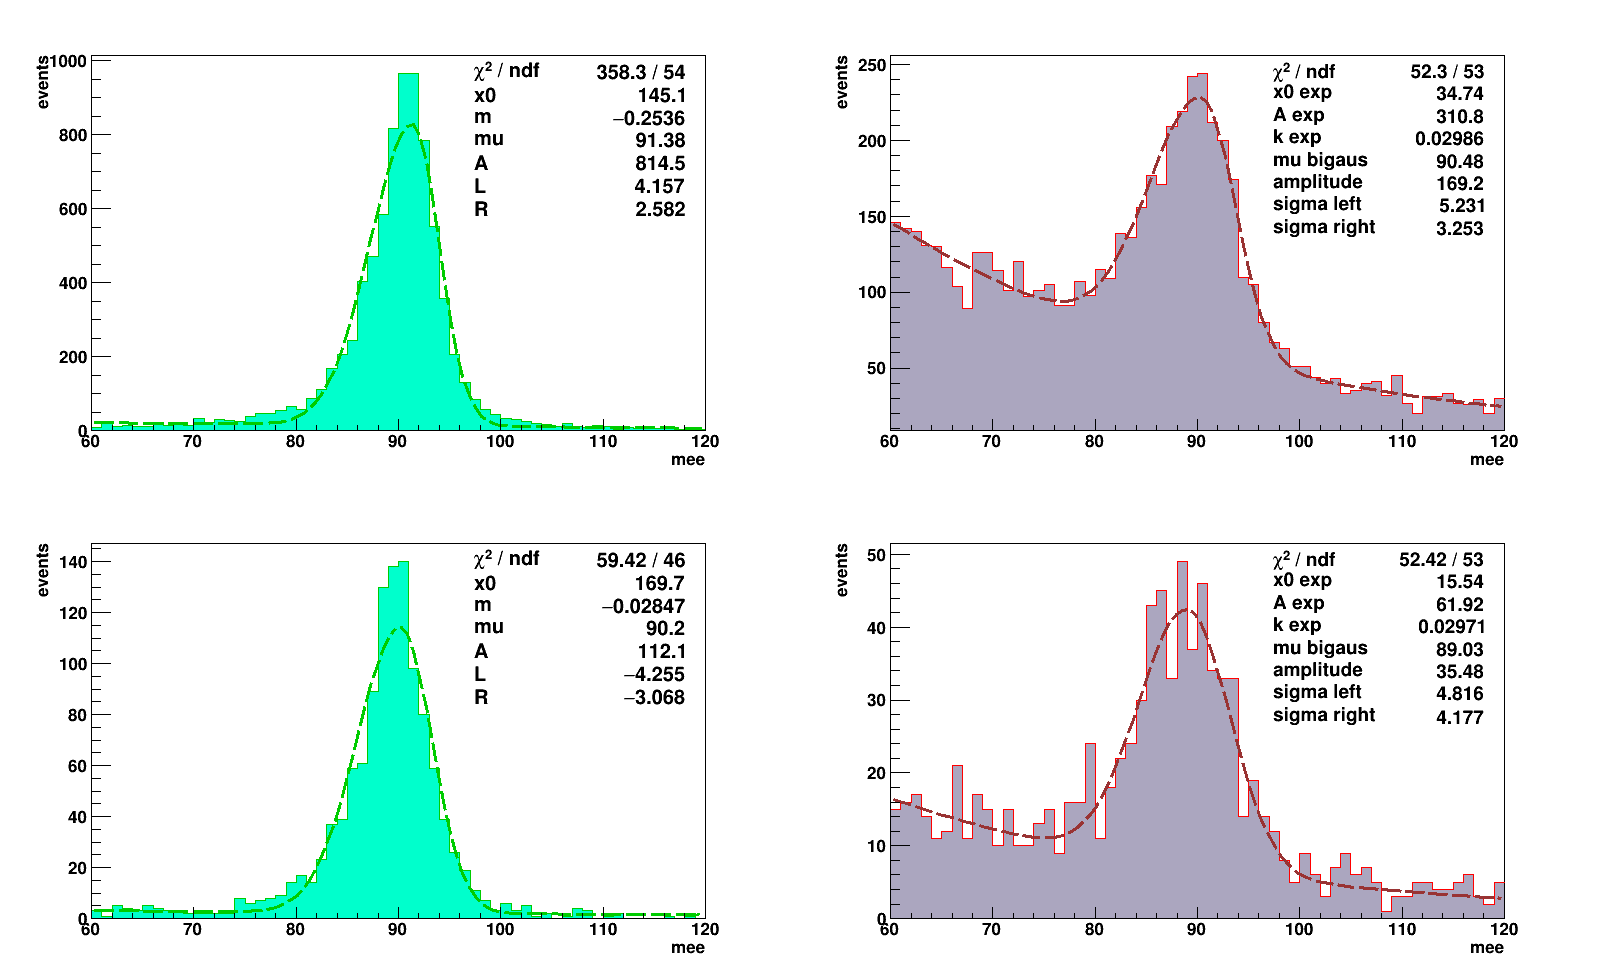 events
1000
800
600
400
200
0
χ² / ndf 358.3 / 54
x0 145.1
m −0.2536
mu 91.38
A 814.5
L 4.157
R 2.582
60 70 80 90 100 110 120
mee
events
250
200
150
100
50
χ² / ndf 52.3 / 53
x0 exp 34.74
A exp 310.8
k exp 0.02986
mu bigaus 90.48
amplitude 169.2
sigma left 5.231
sigma right 3.253
60 70 80 90 100 110 120
mee
events
140
120
100
80
60
40
20
0
χ² / ndf 59.42 / 46
x0 169.7
m −0.02847
mu 90.2
A 112.1
L −4.255
R −3.068
60 70 80 90 100 110 120
mee
events
50
40
30
20
10
0
χ² / ndf 52.42 / 53
x0 exp 15.54
A exp 61.92
k exp 0.02971
mu bigaus 89.03
amplitude 35.48
sigma left 4.816
sigma right 4.177
60 70 80 90 100 110 120
mee